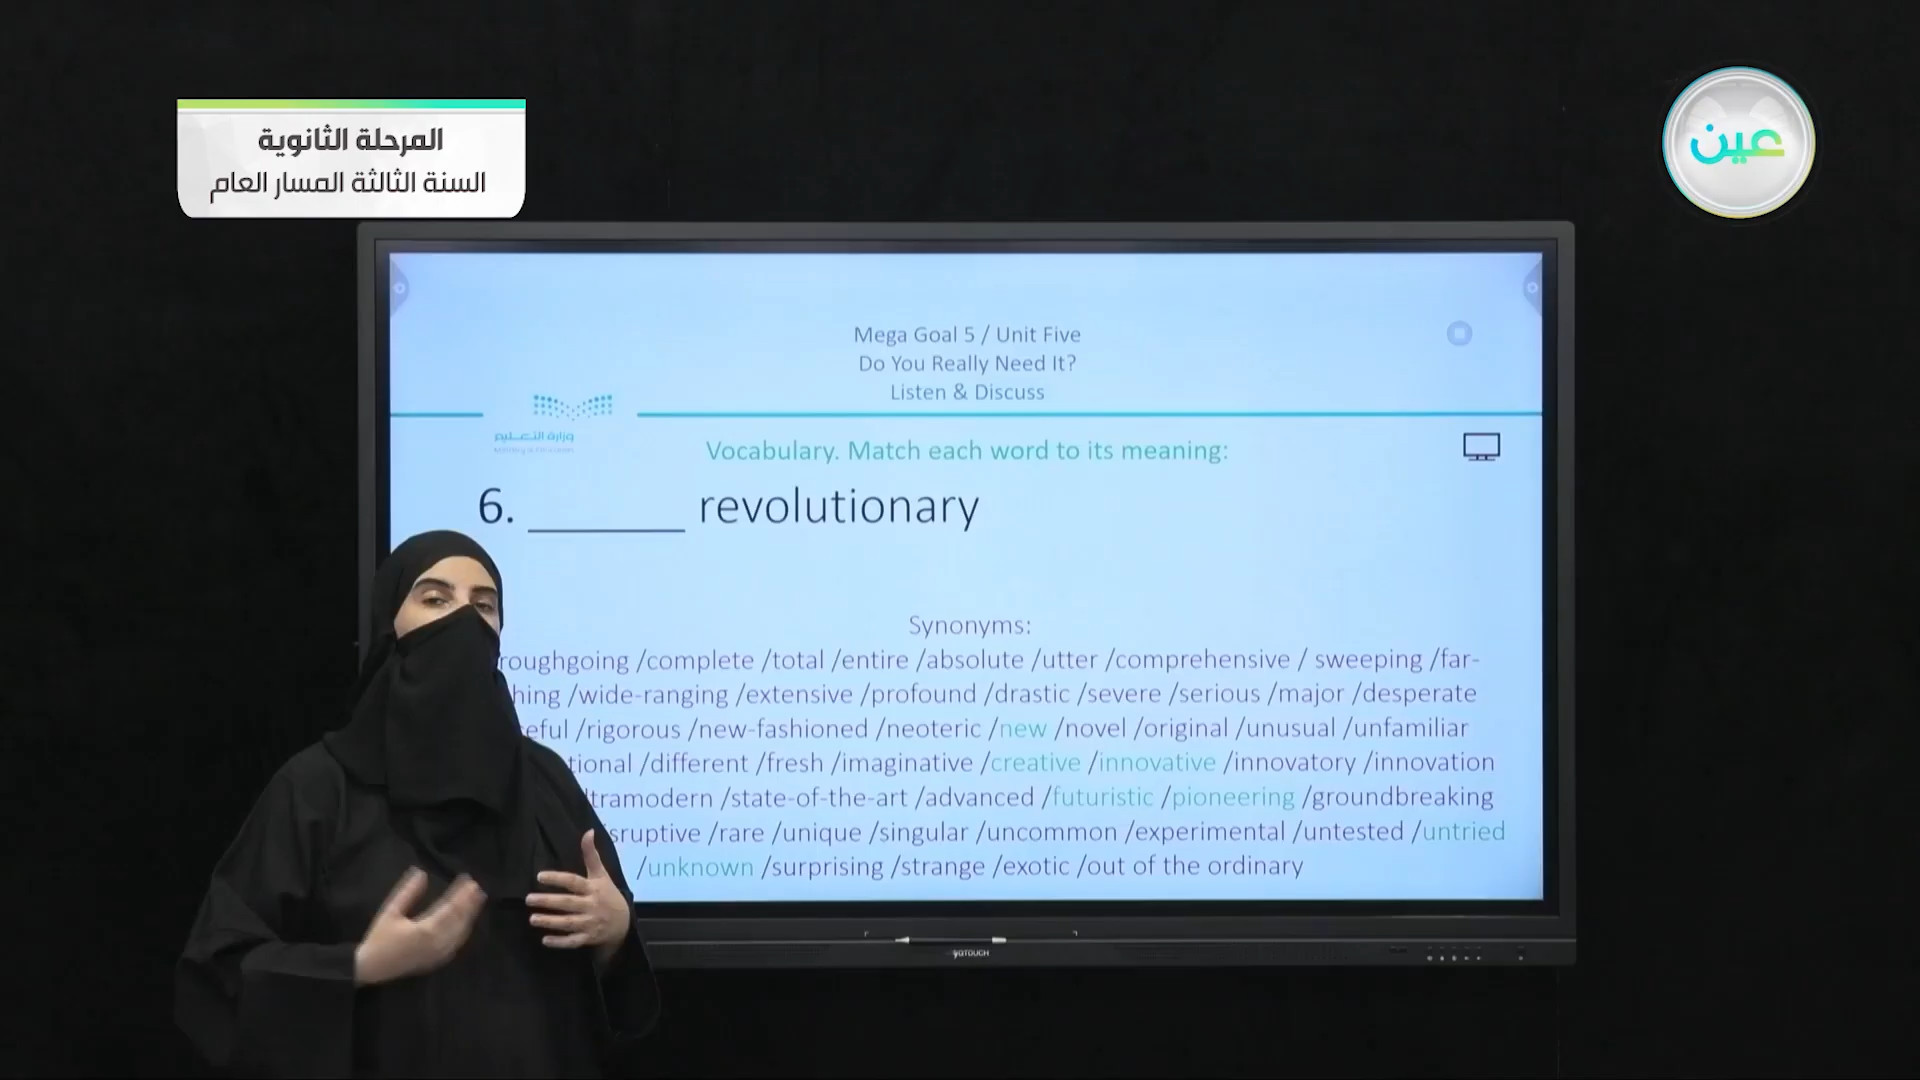 المرحلة الثانوية
السنة الثالثة المسار العام
عين
Mega Goal 5 / Unit Five
Do You Really Need It?
Listen & Discuss
وزارة التعليم
Ministry of Education
Vocabulary. Match each word to its meaning:
6. _______ revolutionary
Synonyms:
roughgoing /complete /total /entire /absolute /utter /comprehensive / sweeping /far-
hing /wide-ranging /extensive /profound /drastic /severe /serious /major /desperate
eful /rigorous /new-fashioned /neoteric /new /novel /original /unusual /unfamiliar
tional /different /fresh /imaginative /creative /innovative /innovatory /innovation
ltramodern /state-of-the-art /advanced /futuristic /pioneering /groundbreaking
sruptive /rare /unique /singular /uncommon /experimental /untested /untried
/unknown /surprising /strange /exotic /out of the ordinary
YQTOUCH